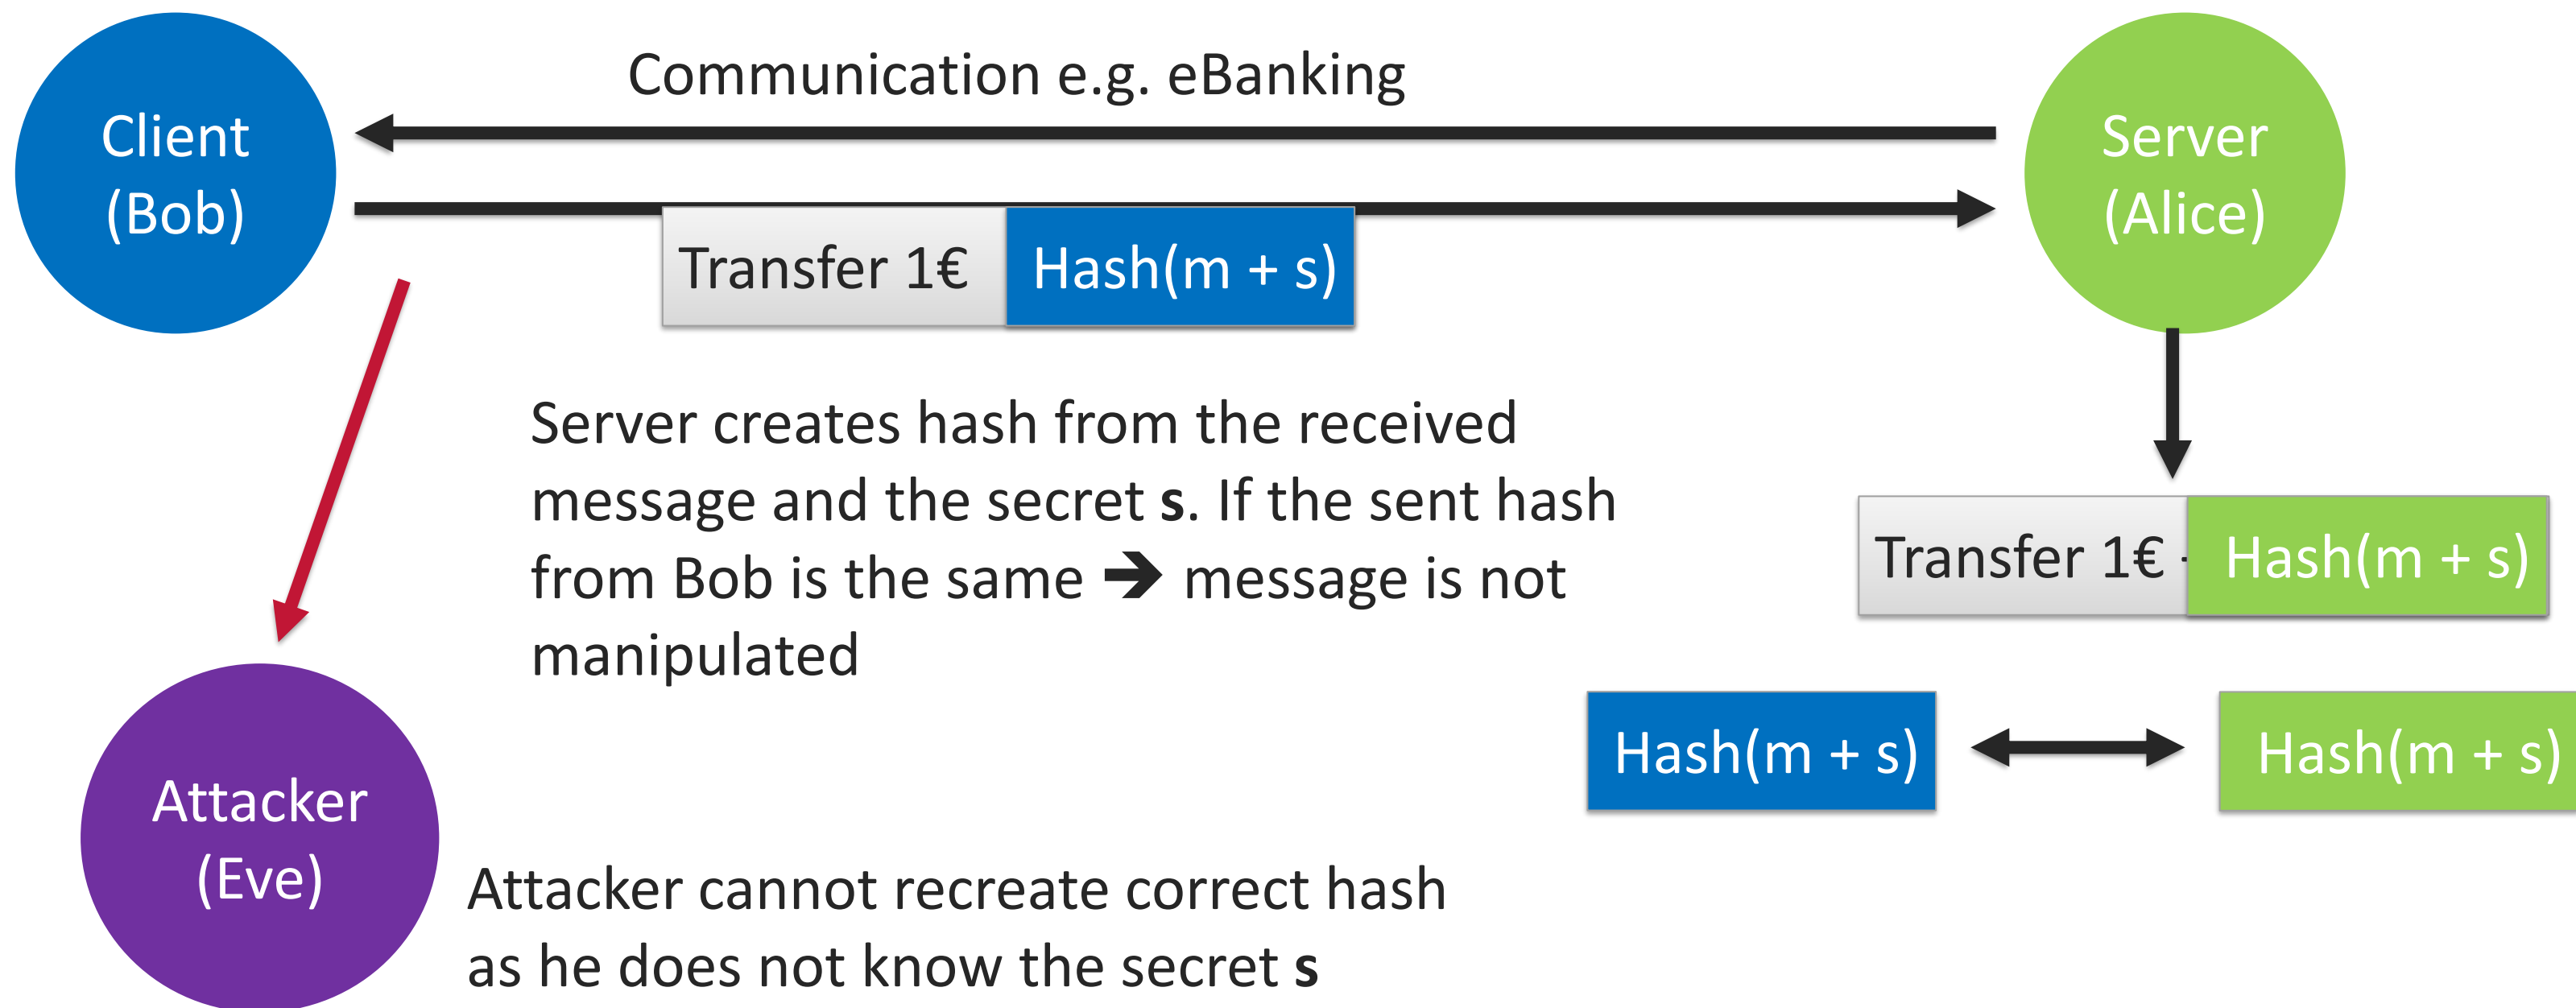 Communication e.g. eBanking
Client
(Bob)
Server
(Alice)
Transfer 1€
Hash(m + s)
Server creates hash from the received
message and the secret s. If the sent hash
from Bob is the same ➔ message is not
manipulated
Transfer 1€
Hash(m + s)
Hash(m + s)
Hash(m + s)
Attacker
(Eve)
Attacker cannot recreate correct hash
as he does not know the secret s